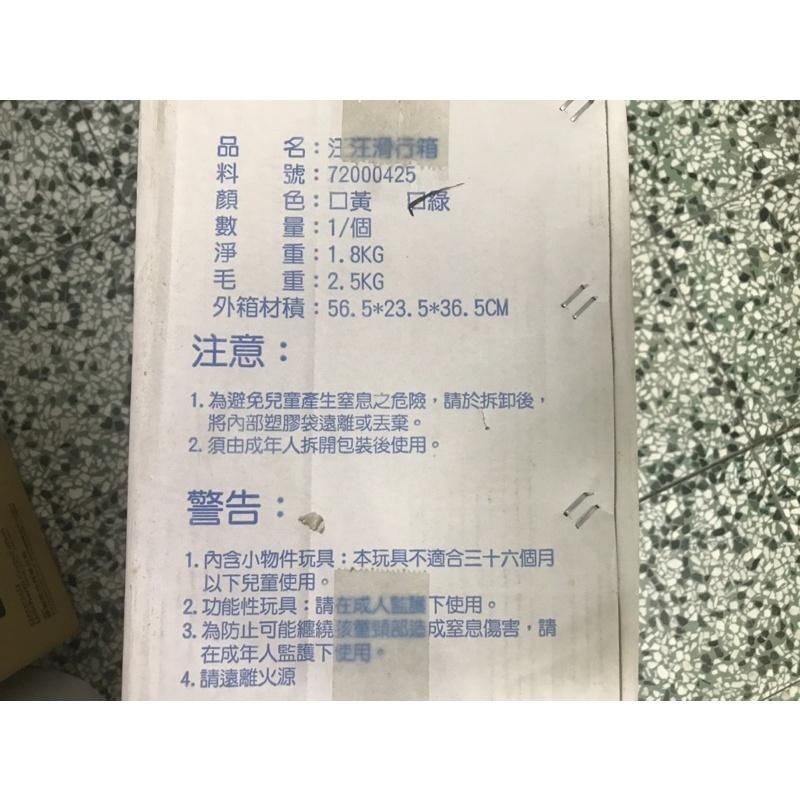 品名：汪汪滑行箱
料號：72000425
顏色：口黃 口綠
數量：1/個
淨重：1.8KG
毛重：2.5KG
外箱材積：56.5*23.5*36.5CM
注意：
1.為避免兒童產生窒息之危險，請於拆卸後，
將內部塑膠袋遠離或丟棄。
2.須由成年人拆開包裝後使用。
警告：
1.內含小物件玩具：本玩具不適合三十六個月
以下兒童使用。
2.功能性玩具：請在成人監護下使用。
3.為防止可能纏繞孩童頸部造成窒息傷害，請
在成年人監護下使用。
4.請遠離火源